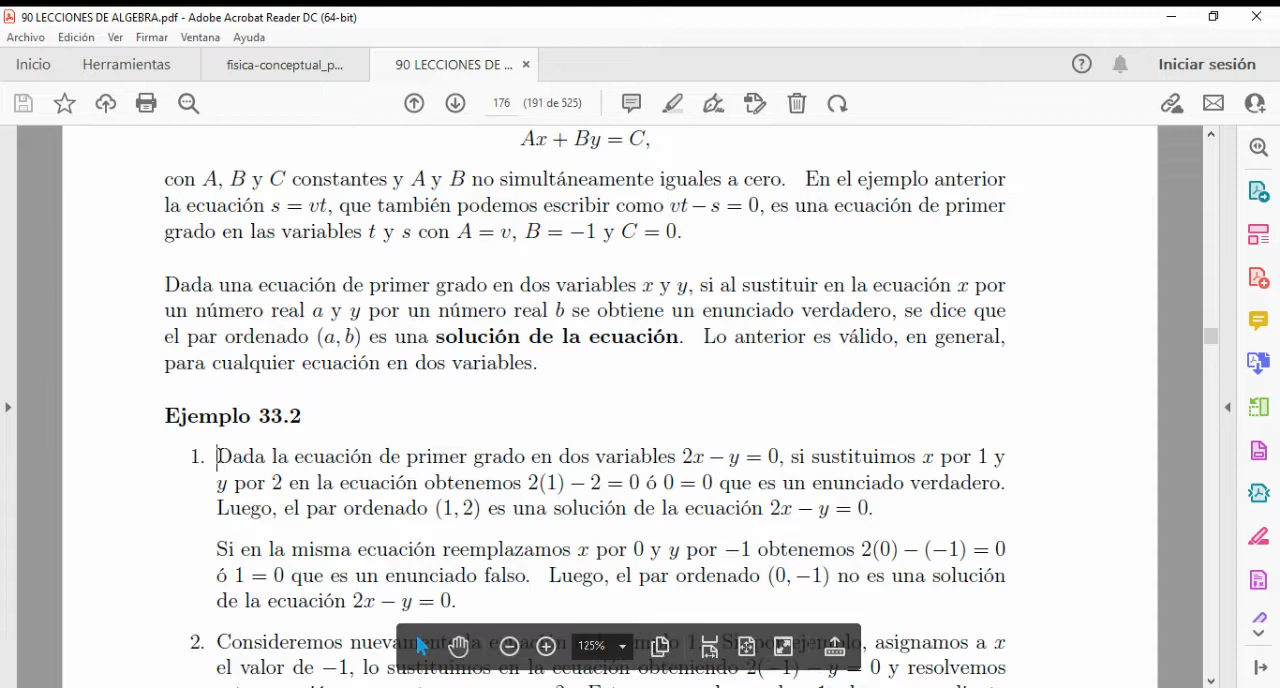 90 LECCIONES DE ALGEBRA.pdf - Adobe Acrobat Reader DC (64-bit)
Archivo Edición Ver Firmar Ventana Ayuda
Inicio Herramientas fisica-conceptual_p... 90 LECCIONES DE ... × Iniciar sesión
176 (191 de 525)
Ax + By = C,
con A, B y C constantes y A y B no simultáneamente iguales a cero. En el ejemplo anterior
la ecuación s = vt, que también podemos escribir como vt − s = 0, es una ecuación de primer
grado en las variables t y s con A = v, B = −1 y C = 0.
Dada una ecuación de primer grado en dos variables x y y, si al sustituir en la ecuación x por
un número real a y y por un número real b se obtiene un enunciado verdadero, se dice que
el par ordenado (a, b) es una solución de la ecuación. Lo anterior es válido, en general,
para cualquier ecuación en dos variables.
Ejemplo 33.2
1. Dada la ecuación de primer grado en dos variables 2x − y = 0, si sustituimos x por 1 y
y por 2 en la ecuación obtenemos 2(1) − 2 = 0 ó 0 = 0 que es un enunciado verdadero.
Luego, el par ordenado (1, 2) es una solución de la ecuación 2x − y = 0.
Si en la misma ecuación reemplazamos x por 0 y y por −1 obtenemos 2(0) − (−1) = 0
ó 1 = 0 que es un enunciado falso. Luego, el par ordenado (0, −1) no es una solución
de la ecuación 2x − y = 0.
2. Consideremos nuevamente la ecuación 1. Si por ejemplo, asignamos a x
125%
el valor de −1, lo sustituimos en la ecuación obteniendo 2(−1) − y = 0 y resolvemos